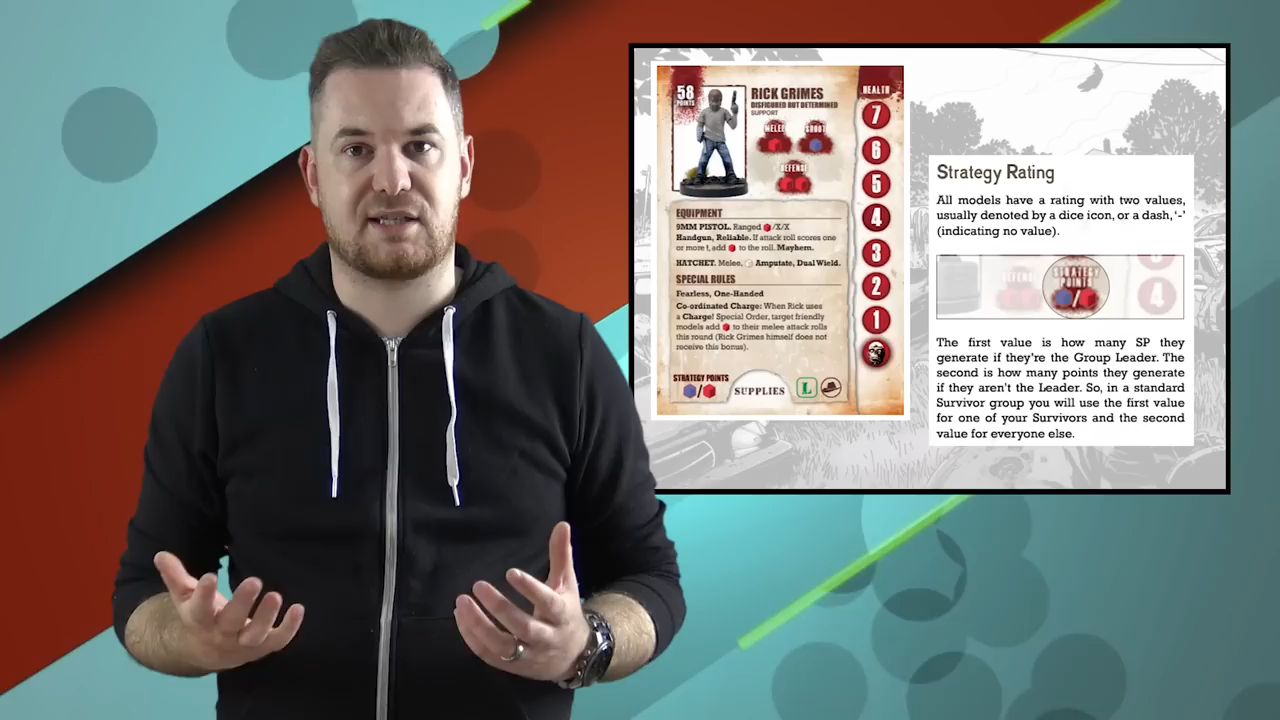 58
POINTS
RICK GRIMES
DISFIGURED BUT DETERMINED
SUPPORT
MELEE
SHOOT
DEFENSE
HEALTH
7
6
5
4
3
2
1
EQUIPMENT
9MM PISTOL. Ranged /X/X
Handgun, Reliable. If attack roll scores one
or more !, add to the roll. Mayhem.
HATCHET. Melee, Amputate, Dual Wield.
SPECIAL RULES
Fearless, One-Handed
Co-ordinated Charge: When Rick uses
a Charge! Special Order, target friendly
models add to their melee attack rolls
this round (Rick Grimes himself does not
receive this bonus).
STRATEGY POINTS
/
SUPPLIES
L
Strategy Rating
All models have a rating with two values,
usually denoted by a dice icon, or a dash, ‘-’
(indicating no value).
DEFENSE
STRATEGY
POINTS
/
4
The first value is how many SP they
generate if they're the Group Leader. The
second is how many points they generate
if they aren't the Leader. So, in a standard
Survivor group you will use the first value
for one of your Survivors and the second
value for everyone else.